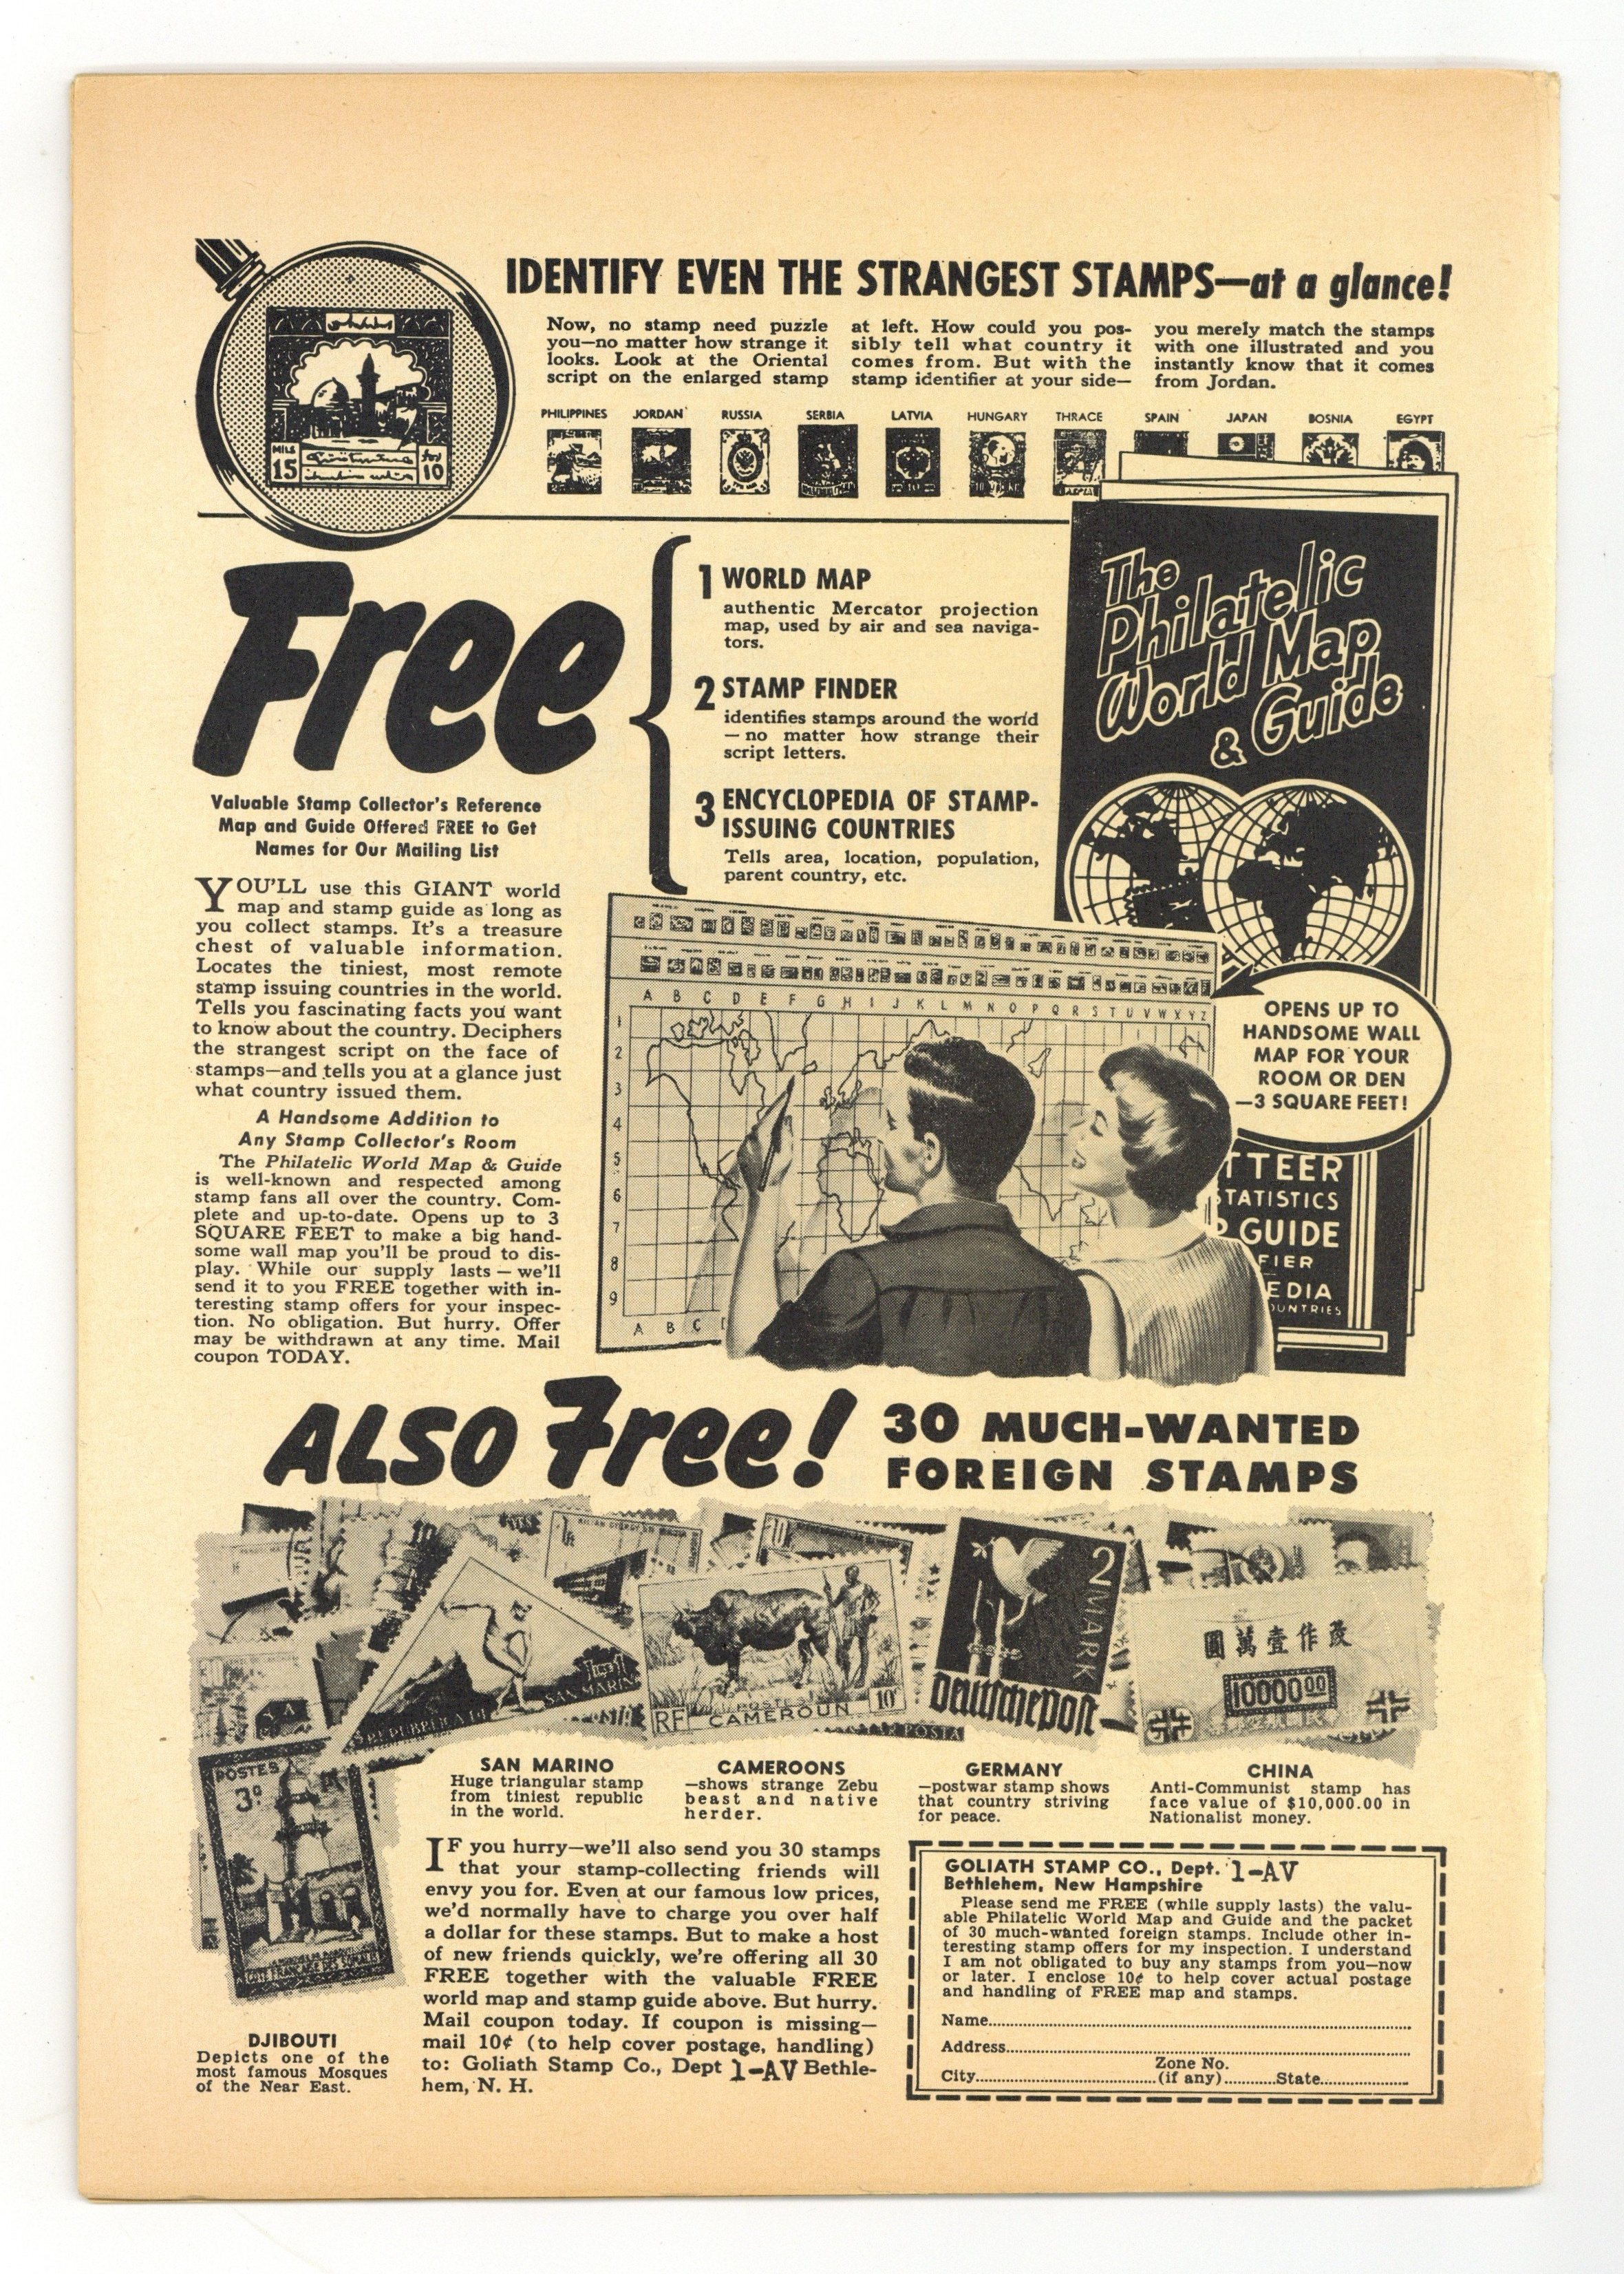 IDENTIFY EVEN THE STRANGEST STAMPS—at a glance!
Now, no stamp need puzzle
you—no matter how strange it
looks. Look at the Oriental
script on the enlarged stamp
at left. How could you pos-
sibly tell what country it
comes from. But with the
stamp identifier at your side—
you merely match the stamps
with one illustrated and you
instantly know that it comes
from Jordan.
MILS
15
10
PHILIPPINES JORDAN RUSSIA SERBIA LATVIA HUNGARY THRACE SPAIN JAPAN BOSNIA EGYPT
Free
1 WORLD MAP
authentic Mercator projection
map, used by air and sea naviga-
tors.
2 STAMP FINDER
identifies stamps around the world
—no matter how strange their
script letters.
3 ENCYCLOPEDIA OF STAMP-
ISSUING COUNTRIES
Tells area, location, population,
parent country, etc.
The
Philatelic
World Map
& Guide
Valuable Stamp Collector's Reference
Map and Guide Offered FREE to Get
Names for Our Mailing List
YOU'LL use this GIANT world
map and stamp guide as long as
you collect stamps. It's a treasure
chest of valuable information.
Locates the tiniest, most remote
stamp issuing countries in the world.
Tells you fascinating facts you want
to know about the country. Deciphers
the strangest script on the face of
stamps—and tells you at a glance just
what country issued them.
A Handsome Addition to
Any Stamp Collector's Room
The Philatelic World Map & Guide
is well-known and respected among
stamp fans all over the country. Com-
plete and up-to-date. Opens up to 3
SQUARE FEET to make a big hand-
some wall map you'll be proud to dis-
play. While our supply lasts — we'll
send it to you FREE together with in-
teresting stamp offers for your inspec-
tion. No obligation. But hurry. Offer
may be withdrawn at any time. Mail
coupon TODAY.
A B C D E F G H I J K L M N O P Q R S T U V W X Y Z
1
2
3
4
5
6
7
8
9
A B C
OPENS UP TO
HANDSOME WALL
MAP FOR YOUR
ROOM OR DEN
—3 SQUARE FEET!
TTEER
TATISTICS
GUIDE
FIER
EDIA
OUNTRIES
ALSO Free!
30 MUCH-WANTED
FOREIGN STAMPS
SAN MARINO
RF
POSTES
CAMEROUN
10F
2 MARK
deutsche post
圓萬壹作改
1000000
POSTES
3F
CÔTE FRANÇAISE DES SOMALIS
SAN MARINO
Huge triangular stamp
from tiniest republic
in the world.
CAMEROONS
—shows strange Zebu
beast and native
herder.
GERMANY
—postwar stamp shows
that country striving
for peace.
CHINA
Anti-Communist stamp has
face value of $10,000.00 in
Nationalist money.
DJIBOUTI
Depicts one of the
most famous Mosques
of the Near East.
IF you hurry—we'll also send you 30 stamps
that your stamp-collecting friends will
envy you for. Even at our famous low prices,
we'd normally have to charge you over half
a dollar for these stamps. But to make a host
of new friends quickly, we're offering all 30
FREE together with the valuable FREE
world map and stamp guide above. But hurry.
Mail coupon today. If coupon is missing—
mail 10¢ (to help cover postage, handling)
to: Goliath Stamp Co., Dept 1-AV Bethle-
hem, N. H.
GOLIATH STAMP CO., Dept. 1-AV
Bethlehem, New Hampshire
Please send me FREE (while supply lasts) the valu-
able Philatelic World Map and Guide and the packet
of 30 much-wanted foreign stamps. Include other in-
teresting stamp offers for my inspection. I understand
I am not obligated to buy any stamps from you—now
or later. I enclose 10¢ to help cover actual postage
and handling of FREE map and stamps.
Name
Address
Zone No.
City (if any) State